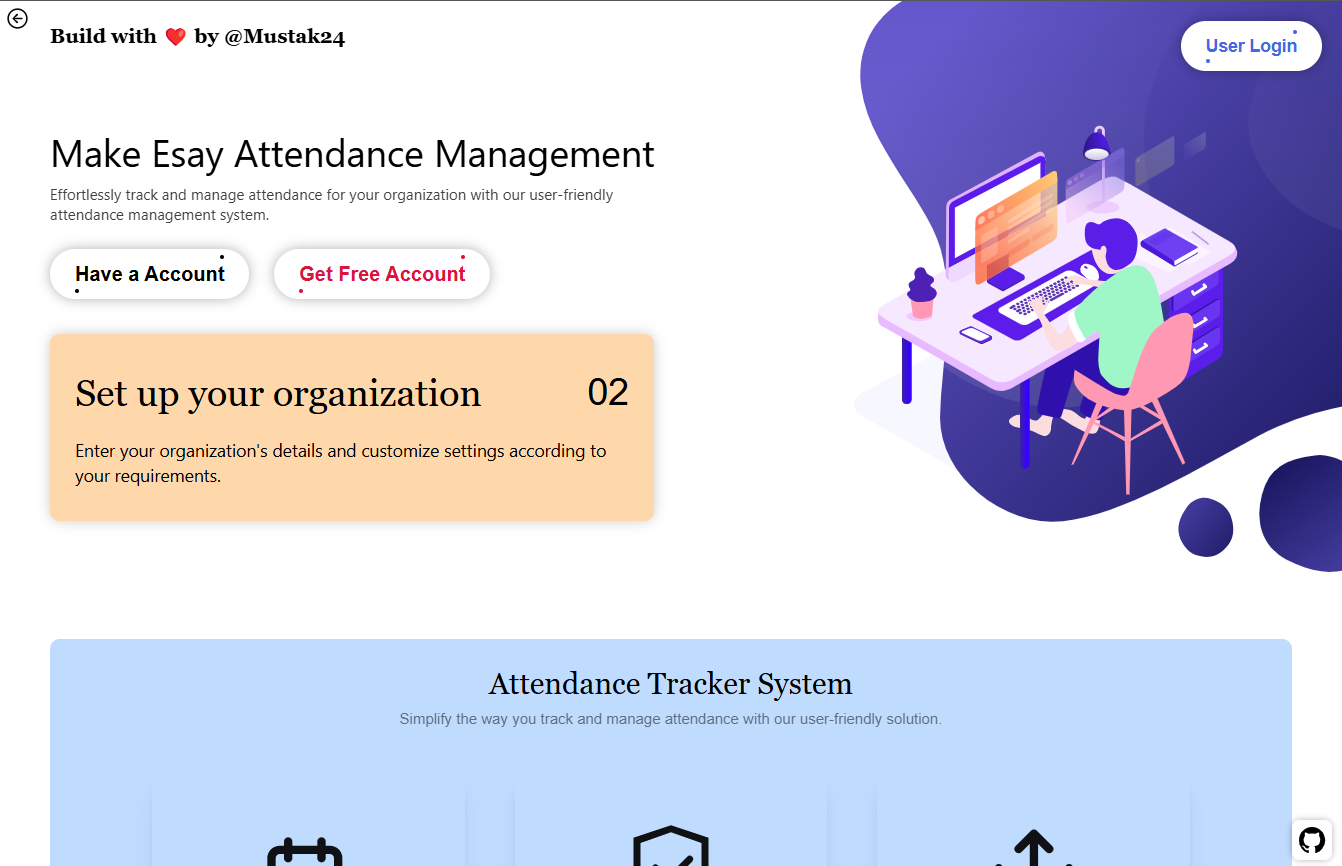 Build with ❤️ by @Mustak24
User Login
Make Esay Attendance Management
Effortlessly track and manage attendance for your organization with our user-friendly
attendance management system.
Have a Account
Get Free Account
Set up your organization
02
Enter your organization's details and customize settings according to
your requirements.
Attendance Tracker System
Simplify the way you track and manage attendance with our user-friendly solution.